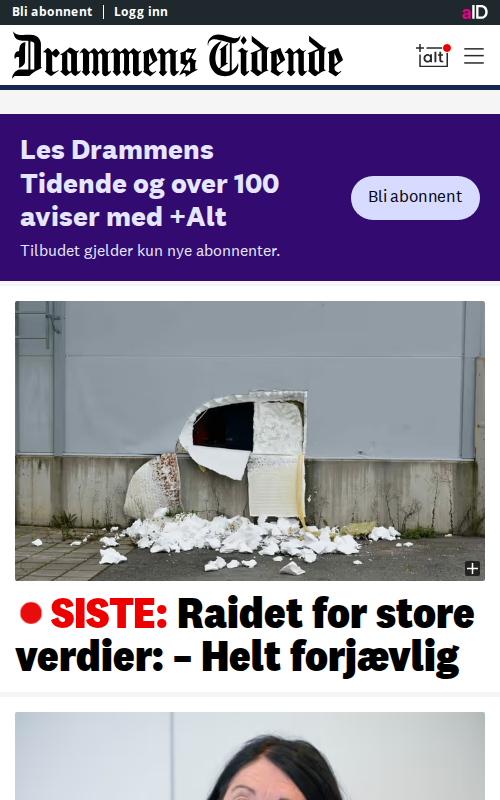 Bli abonnent | Logg inn
aID
Drammens Tidende
+alt
Les Drammens
Tidende og over 100
aviser med +Alt
Tilbudet gjelder kun nye abonnenter.
Bli abonnent
SISTE: Raidet for store
verdier: – Helt forjævlig